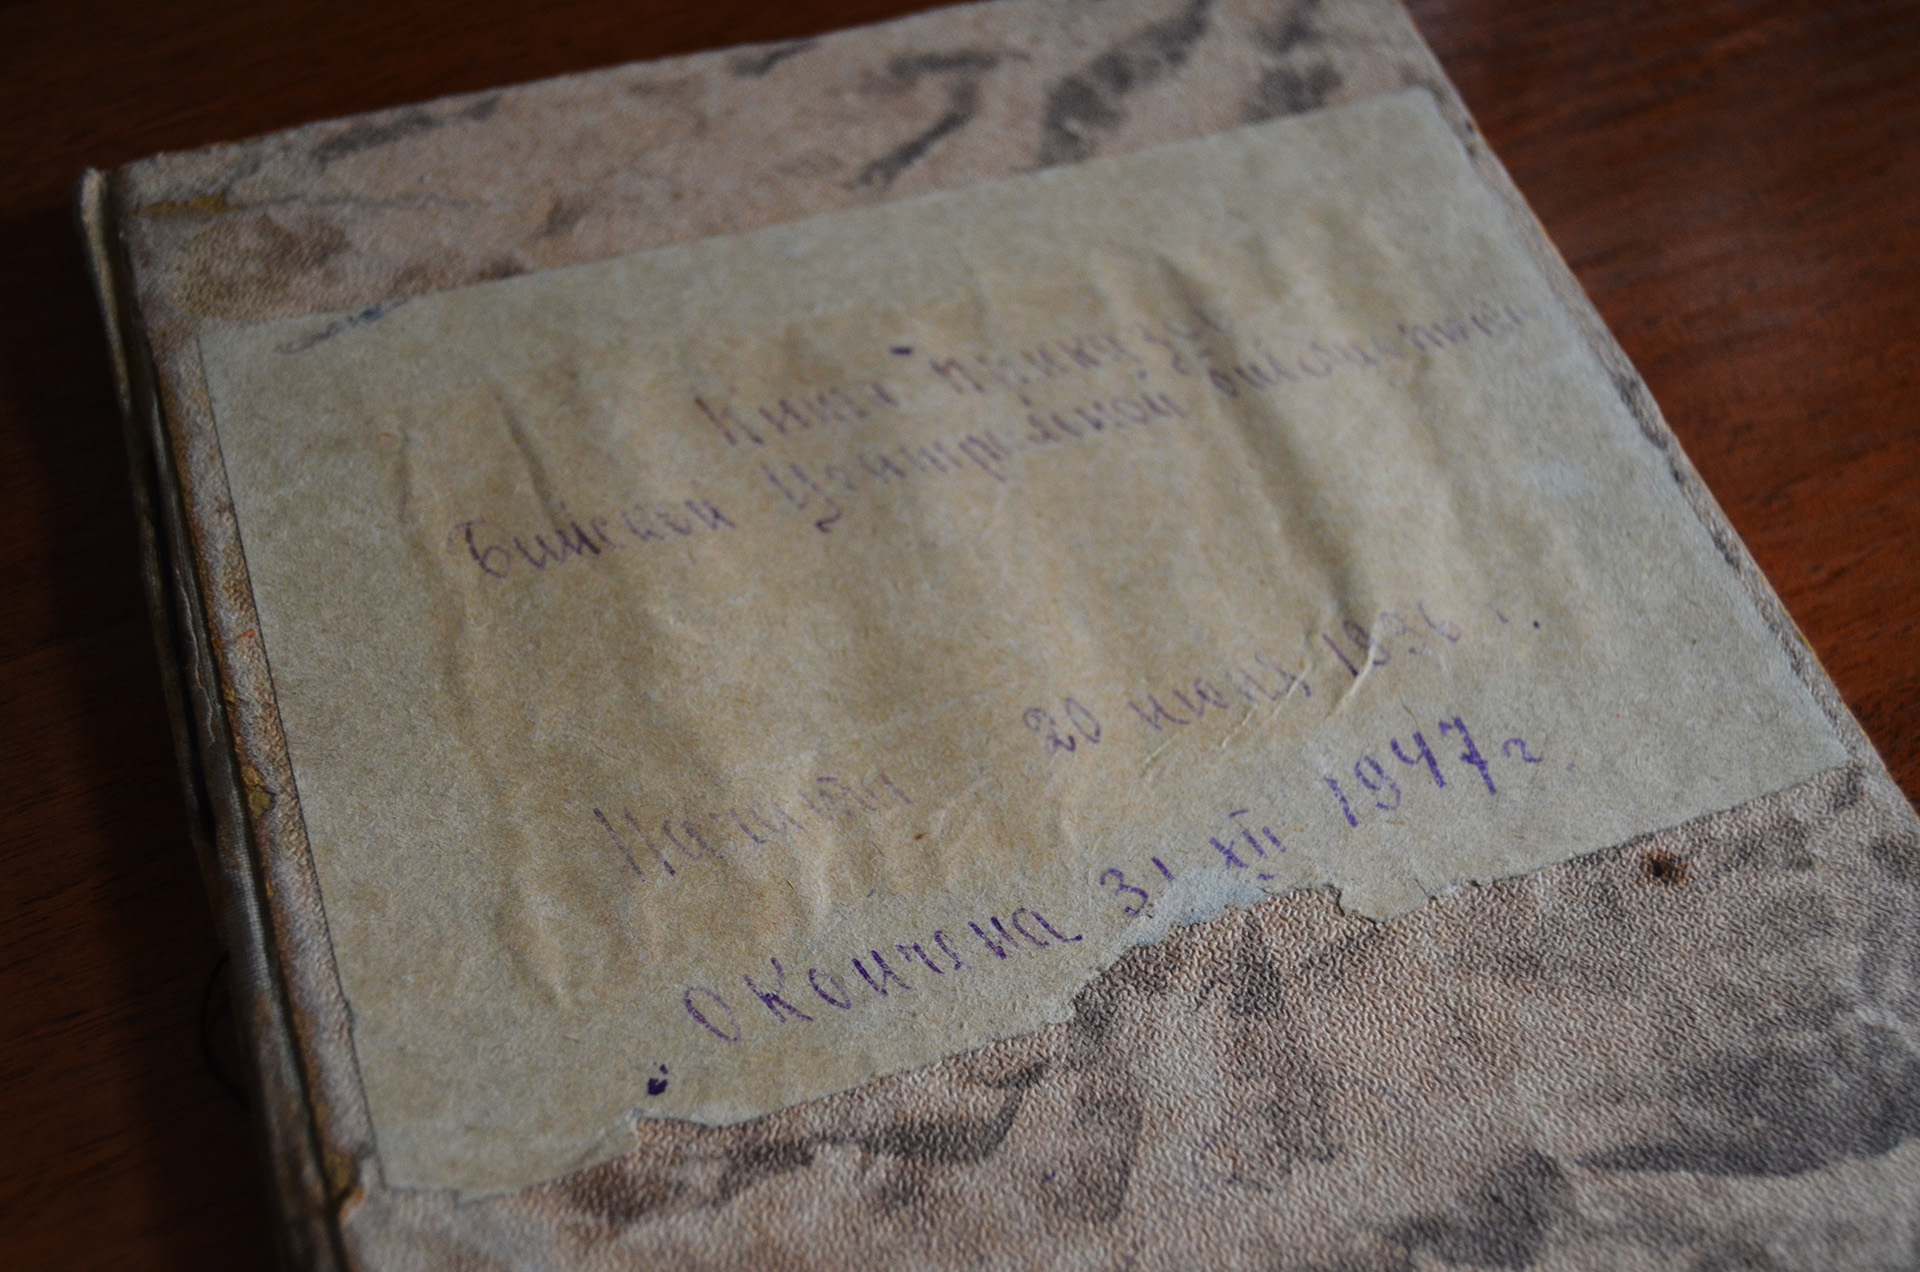 Книга приказов
Бийской Центральной библиотеки
Начата 20 июня 1936 г.
Окончена 31 XII 1947 г.